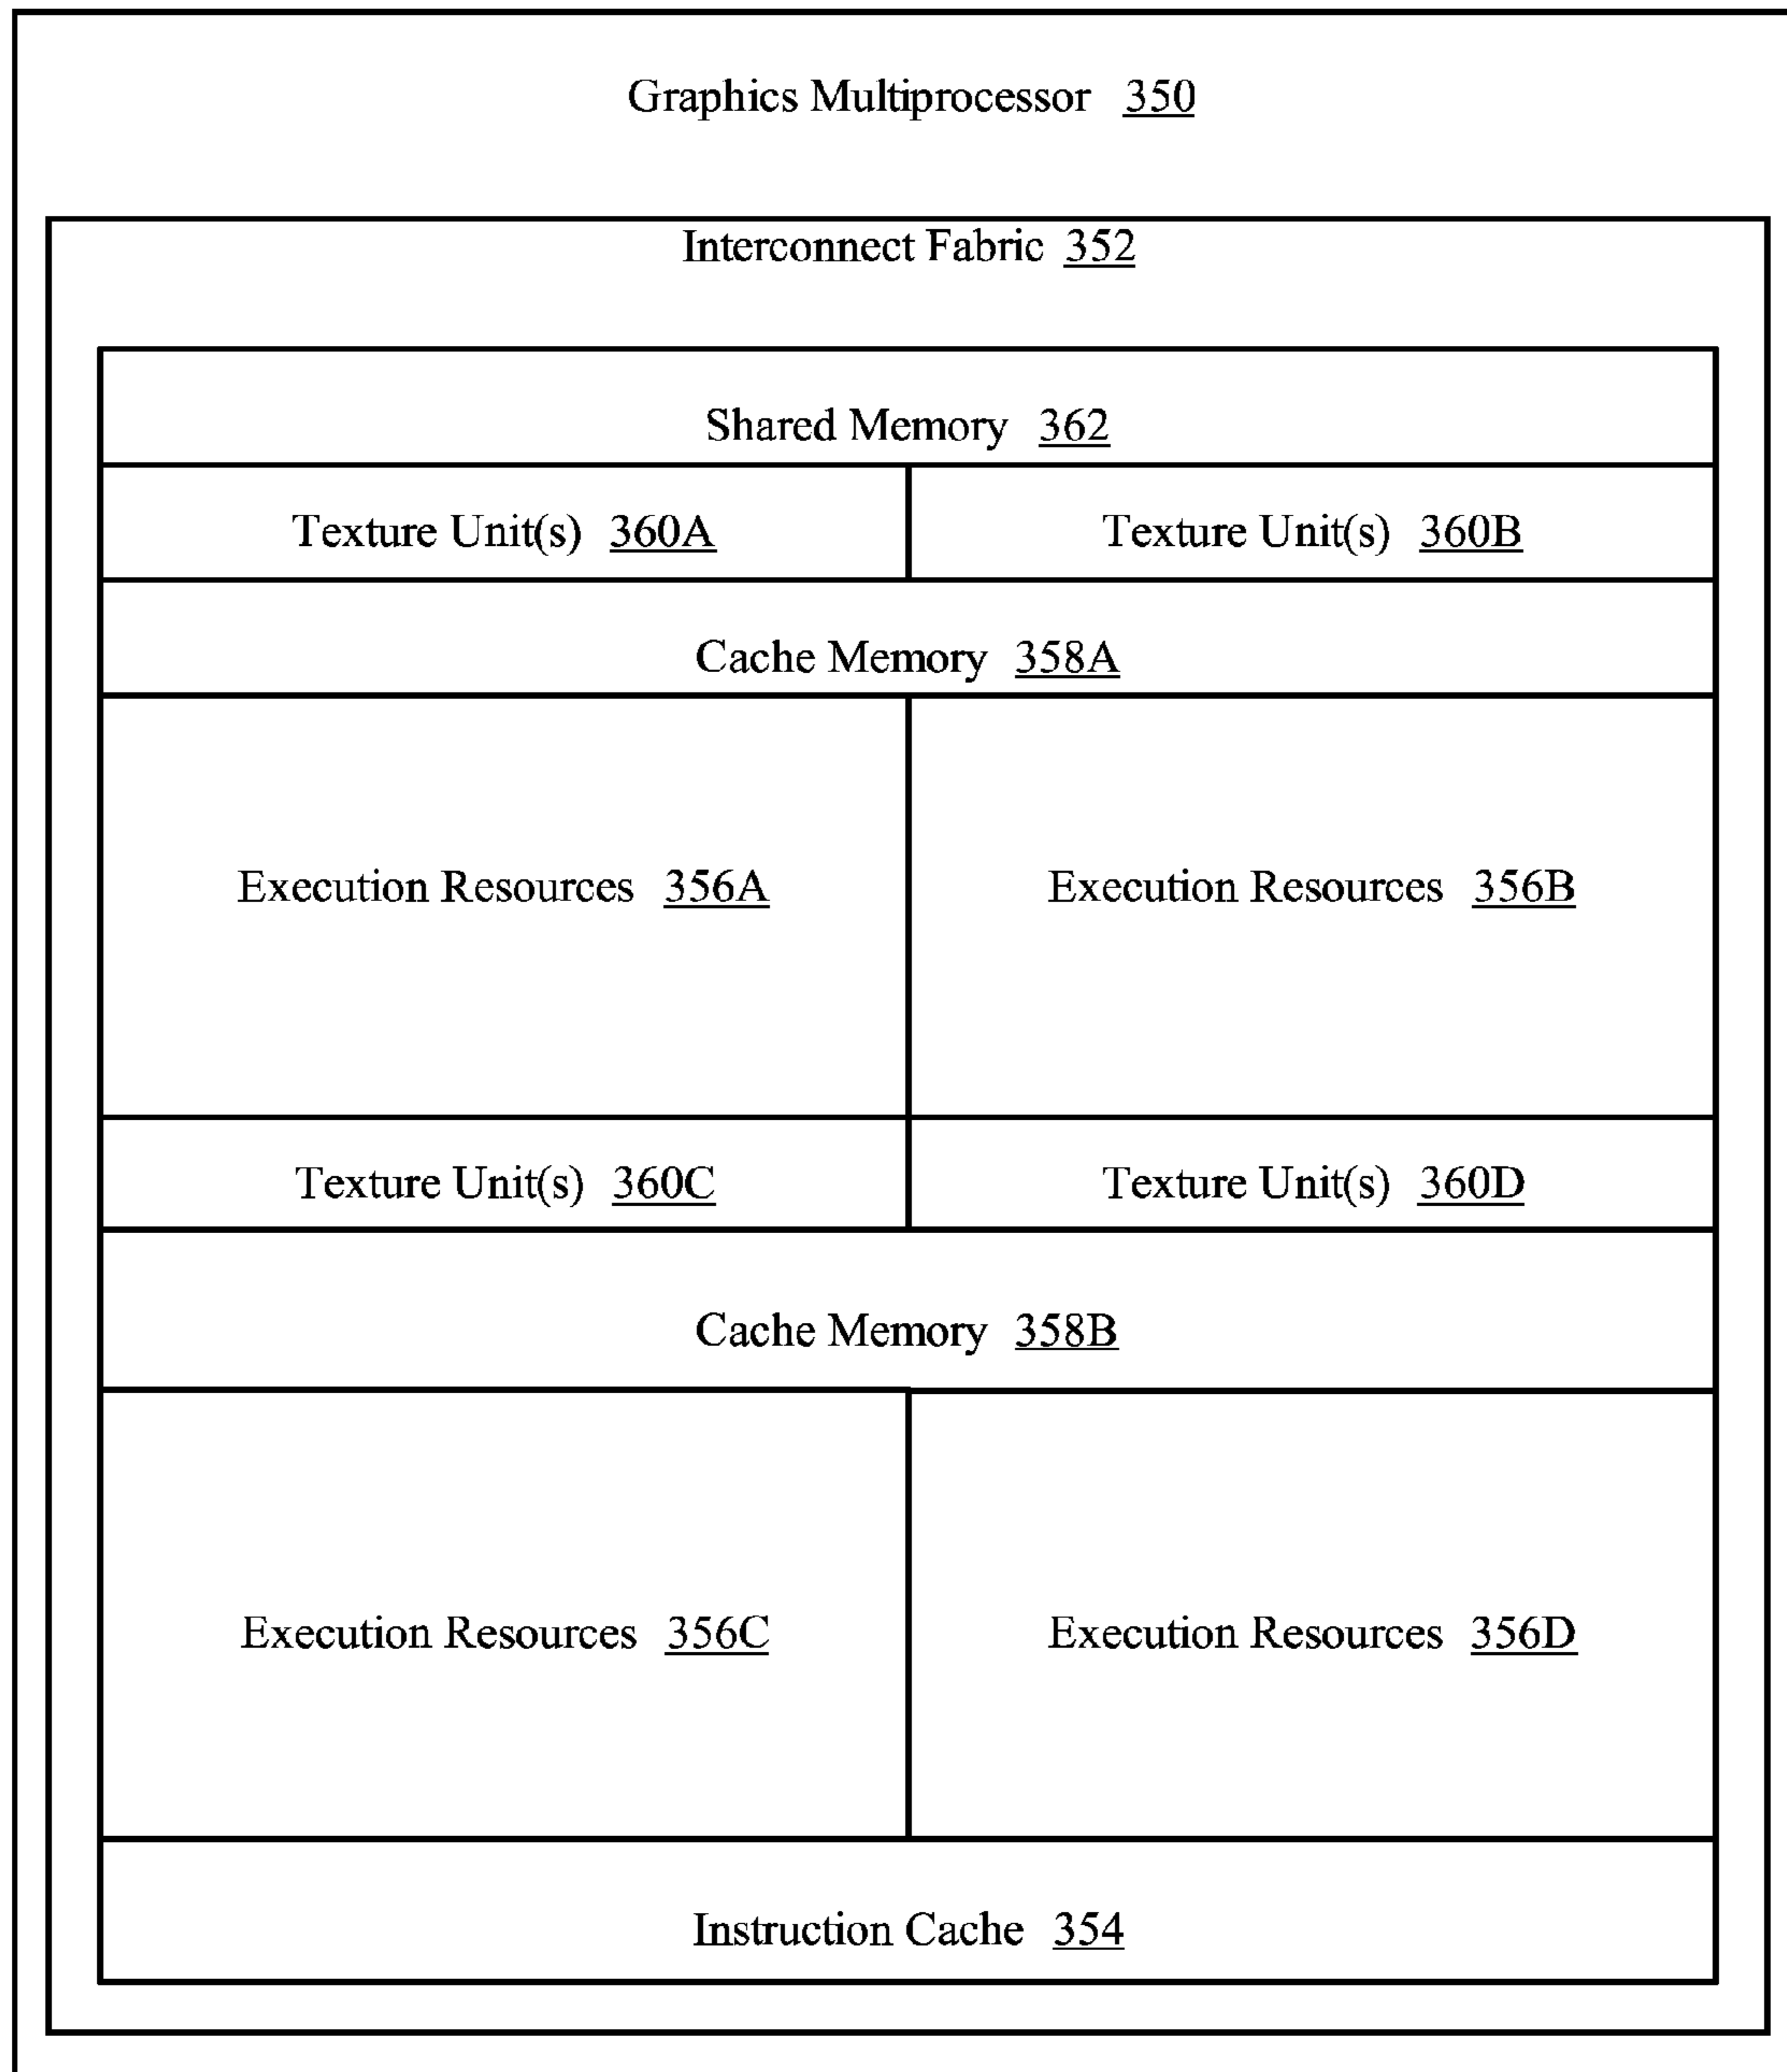 Graphics Multiprocessor 350
Interconnect Fabric 352
Shared Memory 362
Texture Unit(s) 360A
Texture Unit(s) 360B
Cache Memory 358A
Execution Resources 356A
Execution Resources 356B
Texture Unit(s) 360C
Texture Unit(s) 360D
Cache Memory 358B
Execution Resources 356C
Execution Resources 356D
Instruction Cache 354